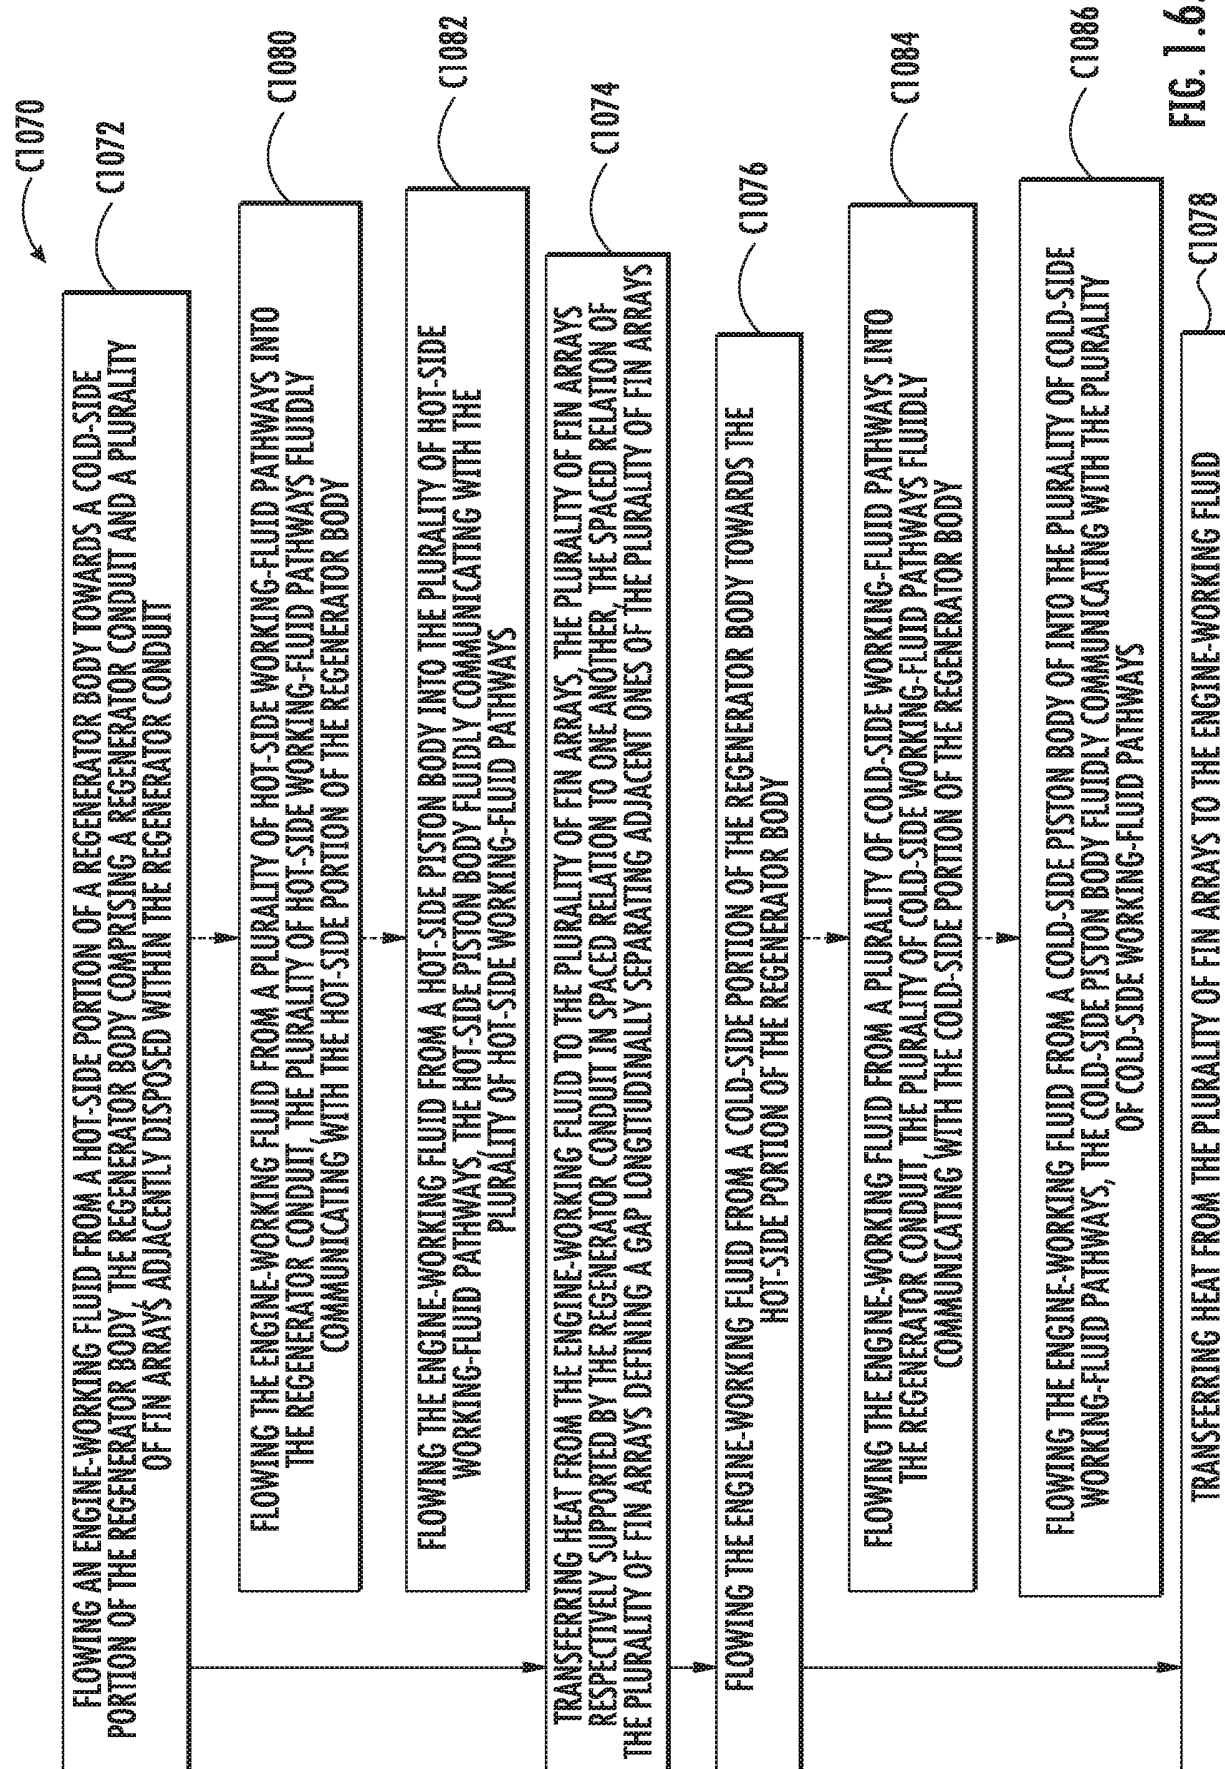 C1070
C1072
FLOWING AN ENGINE-WORKING FLUID FROM A HOT-SIDE PORTION OF A REGENERATOR BODY TOWARDS A COLD-SIDE
PORTION OF THE REGENERATOR BODY, THE REGENERATOR BODY COMPRISING A REGENERATOR CONDUIT AND A PLURALITY
OF FIN ARRAYS ADJACENTLY DISPOSED WITHIN THE REGENERATOR CONDUIT
C1080
FLOWING THE ENGINE-WORKING FLUID FROM A PLURALITY OF HOT-SIDE WORKING-FLUID PATHWAYS INTO
THE REGENERATOR CONDUIT, THE PLURALITY OF HOT-SIDE WORKING-FLUID PATHWAYS FLUIDLY
COMMUNICATING WITH THE HOT-SIDE PORTION OF THE REGENERATOR BODY
C1082
FLOWING THE ENGINE-WORKING FLUID FROM A HOT-SIDE PISTON BODY INTO THE PLURALITY OF HOT-SIDE
WORKING-FLUID PATHWAYS, THE HOT-SIDE PISTON BODY FLUIDLY COMMUNICATING WITH THE
PLURALITY OF HOT-SIDE WORKING-FLUID PATHWAYS
C1074
TRANSFERRING HEAT FROM THE ENGINE-WORKING FLUID TO THE PLURALITY OF FIN ARRAYS, THE PLURALITY OF FIN ARRAYS
RESPECTIVELY SUPPORTED BY THE REGENERATOR CONDUIT IN SPACED RELATION TO ONE ANOTHER, THE SPACED RELATION OF
THE PLURALITY OF FIN ARRAYS DEFINING A GAP LONGITUDINALLY SEPARATING ADJACENT ONES OF THE PLURALITY OF FIN ARRAYS
C1076
FLOWING THE ENGINE-WORKING FLUID FROM A COLD-SIDE PORTION OF THE REGENERATOR BODY TOWARDS THE
HOT-SIDE PORTION OF THE REGENERATOR BODY
C1084
FLOWING THE ENGINE-WORKING FLUID FROM A PLURALITY OF COLD-SIDE WORKING-FLUID PATHWAYS INTO
THE REGENERATOR CONDUIT, THE PLURALITY OF COLD-SIDE WORKING-FLUID PATHWAYS FLUIDLY
COMMUNICATING WITH THE COLD-SIDE PORTION OF THE REGENERATOR BODY
C1086
FLOWING THE ENGINE-WORKING FLUID FROM A COLD-SIDE PISTON BODY OF INTO THE PLURALITY OF COLD-SIDE
WORKING-FLUID PATHWAYS, THE COLD-SIDE PISTON BODY FLUIDLY COMMUNICATING WITH THE PLURALITY
OF COLD-SIDE WORKING-FLUID PATHWAYS
C1078
TRANSFERRING HEAT FROM THE PLURALITY OF FIN ARRAYS TO THE ENGINE-WORKING FLUID
FIG. 1.6